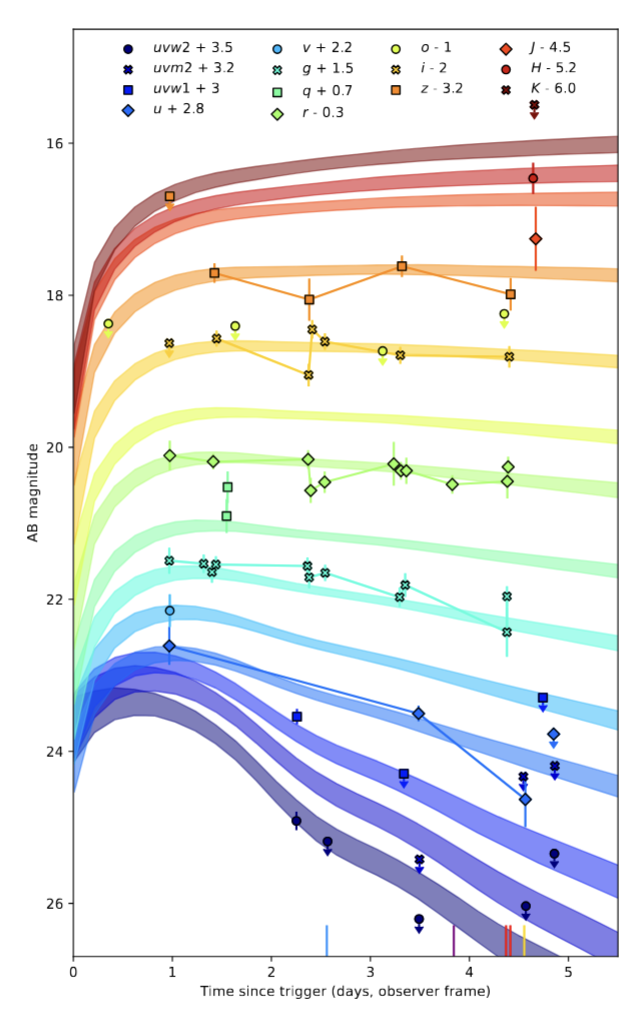 uvw2 + 3.5
uvm2 + 3.2
uvw1 + 3
u + 2.8
v + 2.2
g + 1.5
q + 0.7
r - 0.3
o - 1
i - 2
z - 3.2
J - 4.5
H - 5.2
K - 6.0
AB magnitude
16
18
20
22
24
26
0 1 2 3 4 5
Time since trigger (days, observer frame)